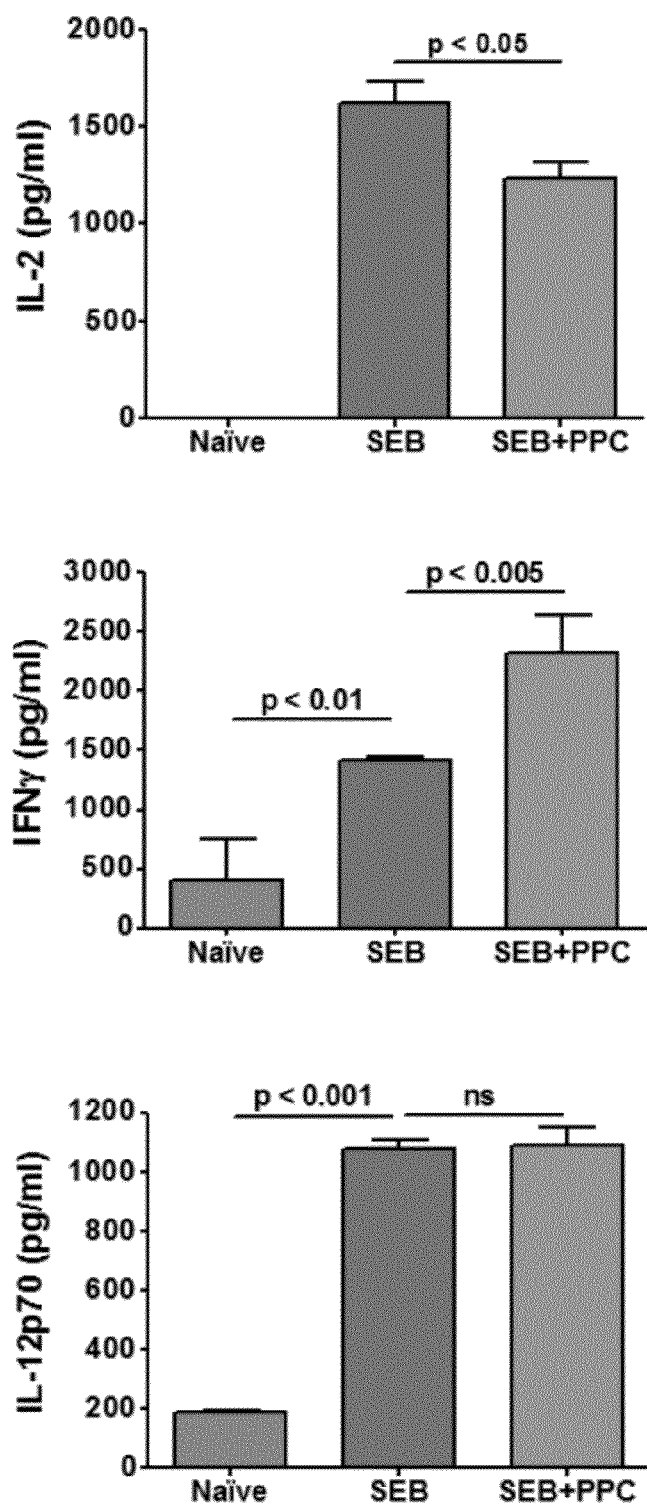 2000
p < 0.05
1500
1000
500
0
IL-2 (pg/ml)
Naïve SEB SEB+PPC
3000
p < 0.005
2500
2000
p < 0.01
1500
1000
500
0
IFNγ (pg/ml)
Naïve SEB SEB+PPC
p < 0.001 ns
1200
1000
800
600
400
200
0
IL-12p70 (pg/ml)
Naïve SEB SEB+PPC